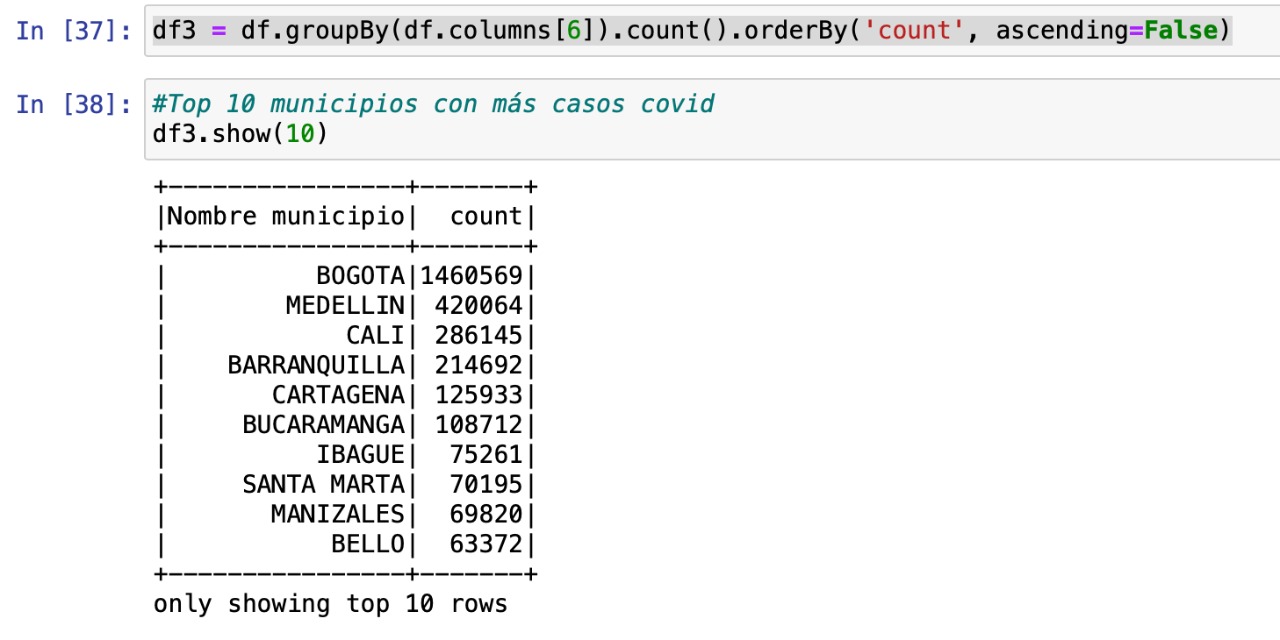 In [37]: df3 = df.groupBy(df.columns[6]).count().orderBy('count', ascending=False)
In [38]: #Top 10 municipios con más casos covid
df3.show(10)
+-----------------+-------+
|Nombre municipio|  count|
+-----------------+-------+
|          BOGOTA|1460569|
|        MEDELLIN| 420064|
|            CALI| 286145|
|    BARRANQUILLA| 214692|
|       CARTAGENA| 125933|
|     BUCARAMANGA| 108712|
|          IBAGUE|  75261|
|     SANTA MARTA|  70195|
|       MANIZALES|  69820|
|           BELLO|  63372|
+-----------------+-------+
only showing top 10 rows